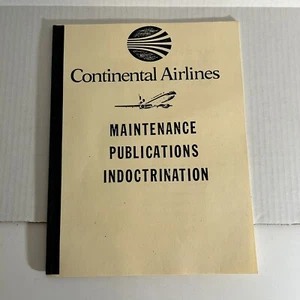 Continental Airlines
MAINTENANCE
PUBLICATIONS
INDOCTRINATION